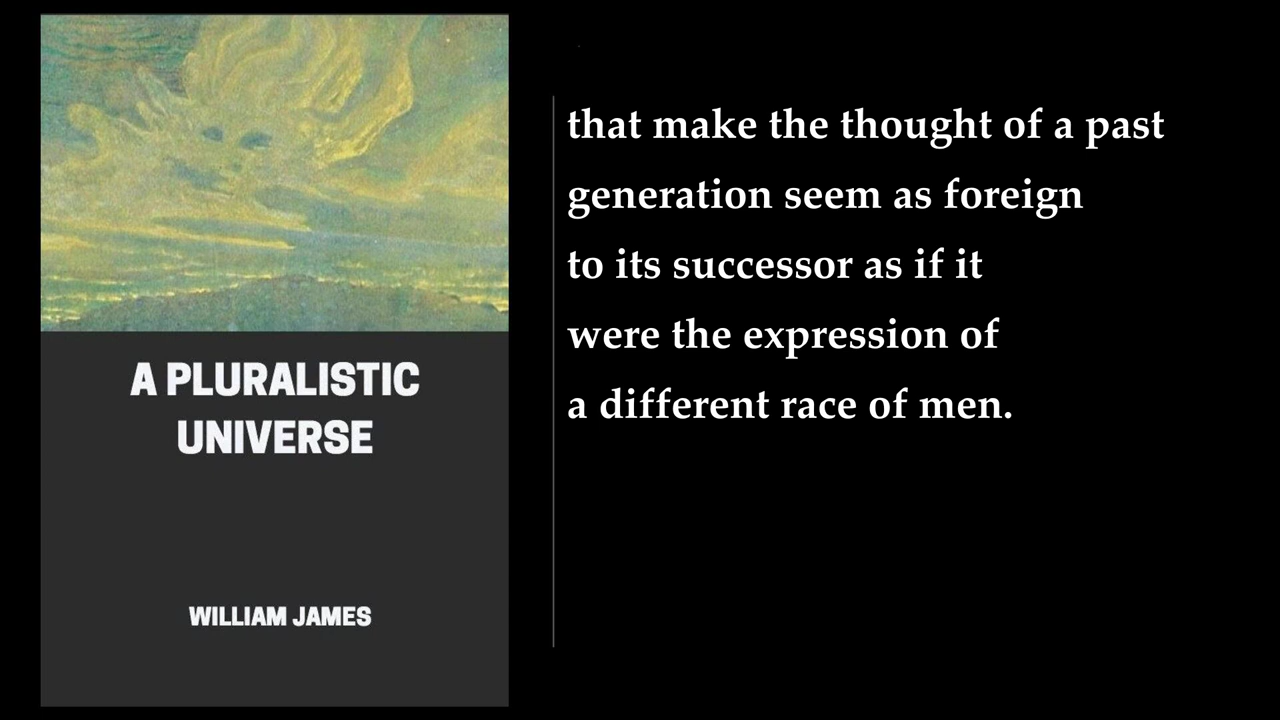 A PLURALISTIC
UNIVERSE
WILLIAM JAMES
that make the thought of a past
generation seem as foreign
to its successor as if it
were the expression of
a different race of men.